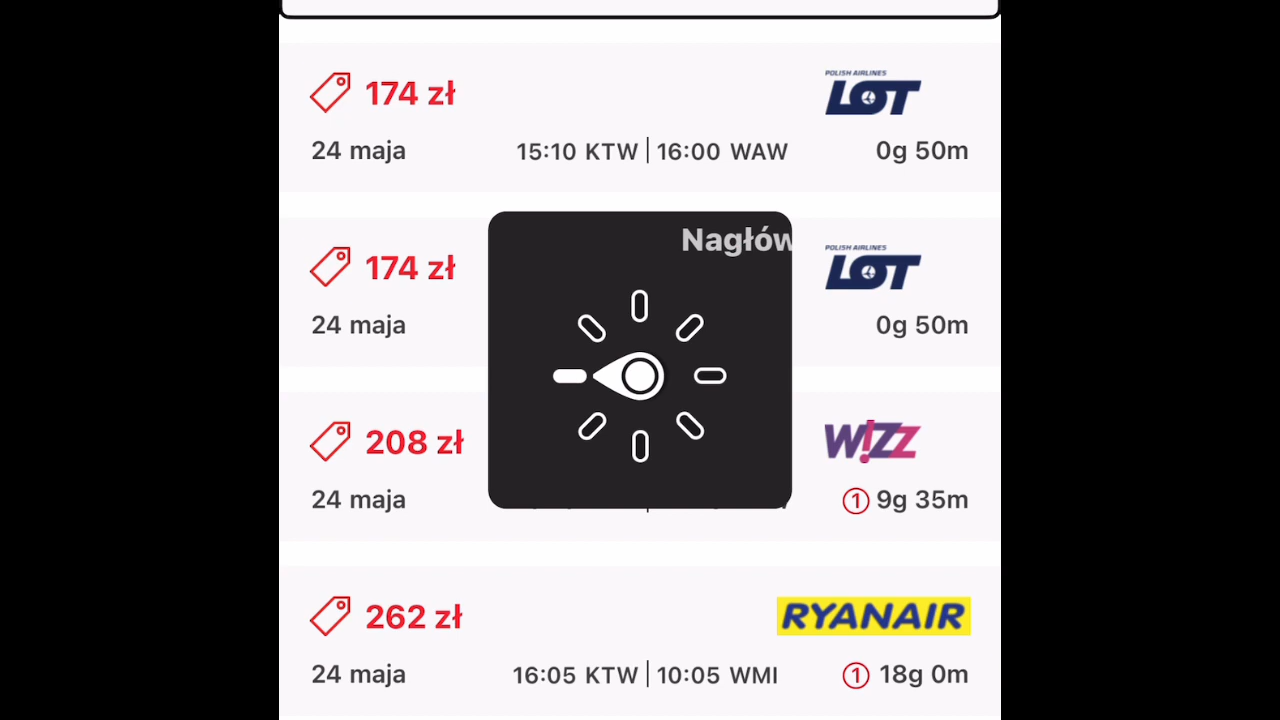 174 zł
POLISH AIRLINES
LOT
24 maja
15:10 KTW | 16:00 WAW
0g 50m
174 zł
Nagłów
POLISH AIRLINES
LOT
24 maja
0g 50m
208 zł
W!ZZ
24 maja
1 9g 35m
262 zł
RYANAIR
24 maja
16:05 KTW | 10:05 WMI
1 18g 0m